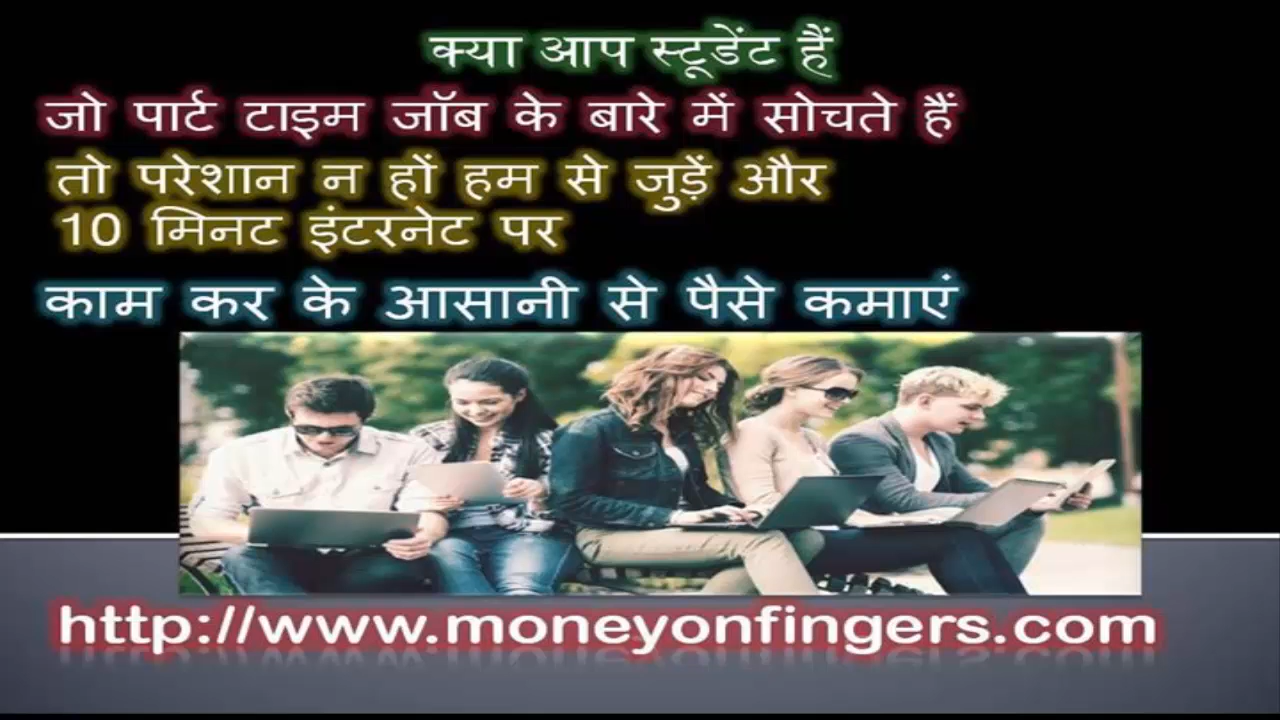 क्या आप स्टूडेंट हैं
जो पार्ट टाइम जॉब के बारे में सोचते हैं
तो परेशान न हों हम से जुड़ें और
10 मिनट इंटरनेट पर
काम कर के आसानी से पैसे कमाएं
http://www.moneyonfingers.com